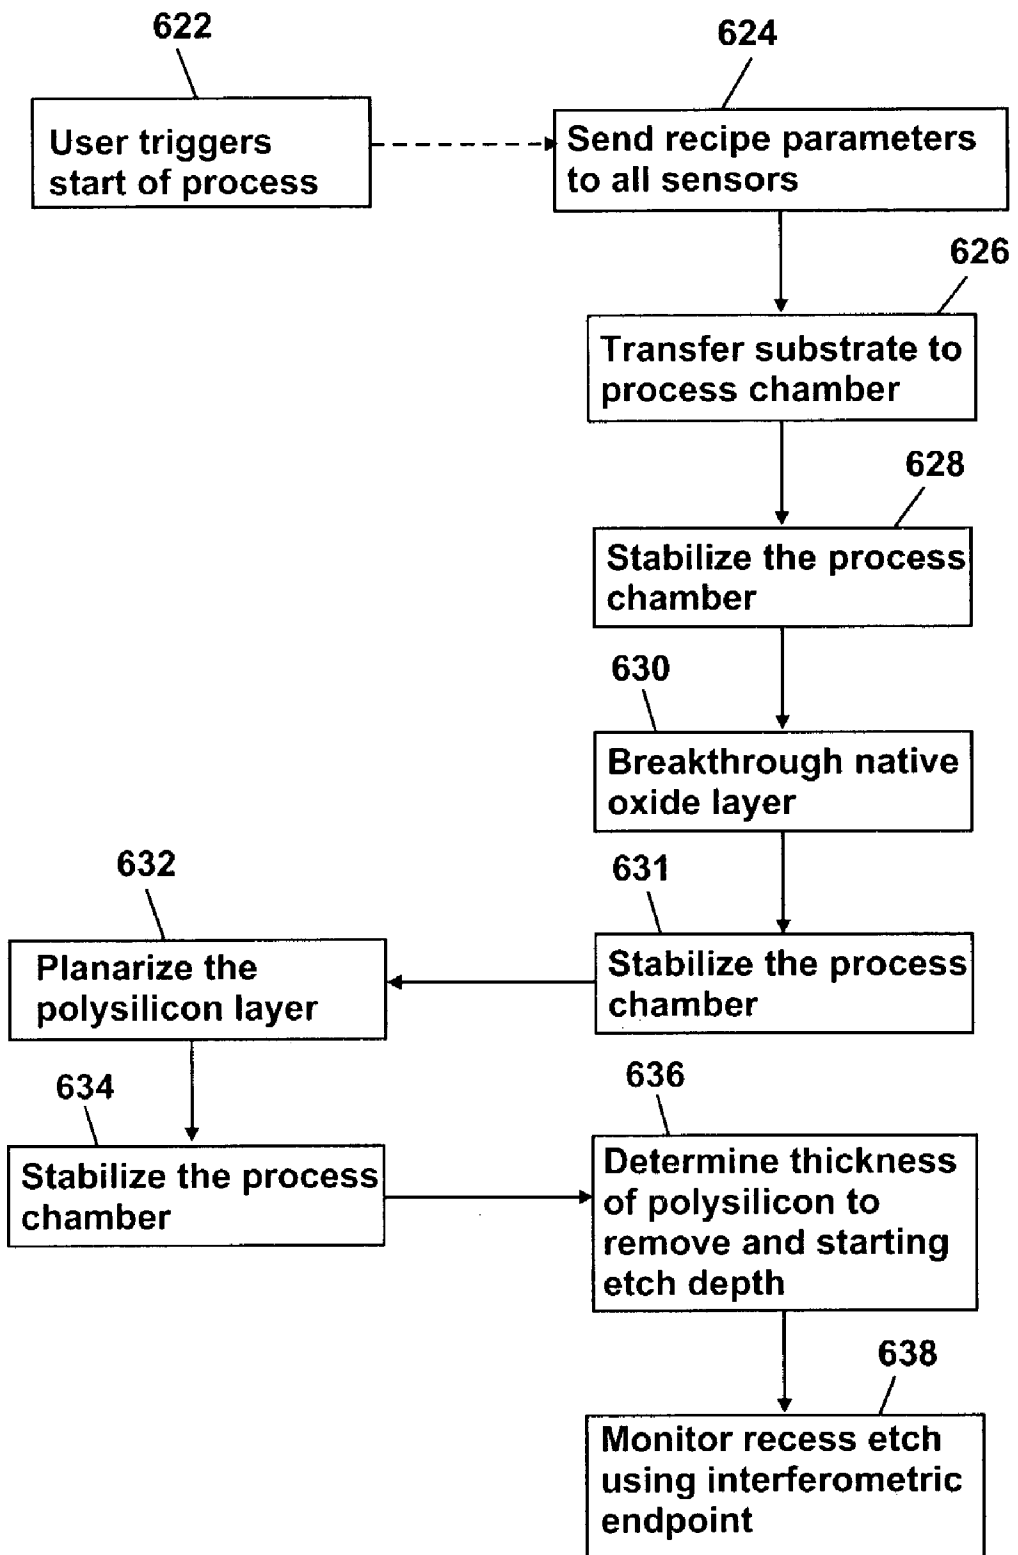 622
User triggers
start of process
624
Send recipe parameters
to all sensors
626
Transfer substrate to
process chamber
628
Stabilize the process
chamber
630
Breakthrough native
oxide layer
631
Stabilize the process
chamber
632
Planarize the
polysilicon layer
634
Stabilize the process
chamber
636
Determine thickness
of polysilicon to
remove and starting
etch depth
638
Monitor recess etch
using interferometric
endpoint